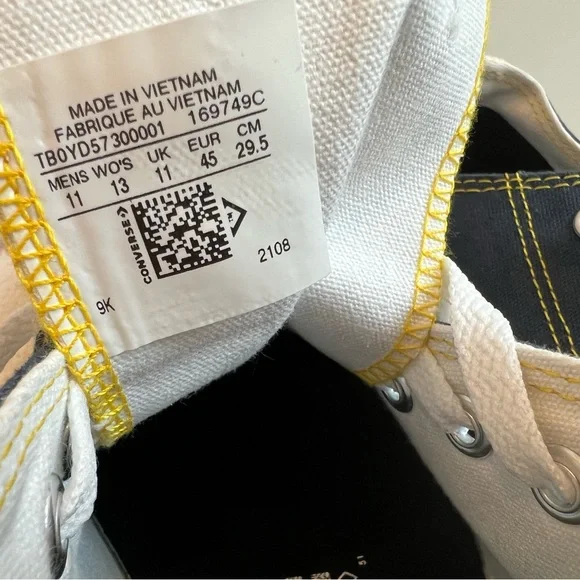 MADE IN VIETNAM
FABRIQUE AU VIETNAM
TB0YD57300001 169749C
MENS WO'S UK EUR CM
11 13 11 45 29.5
CONVERSE
2108
9K